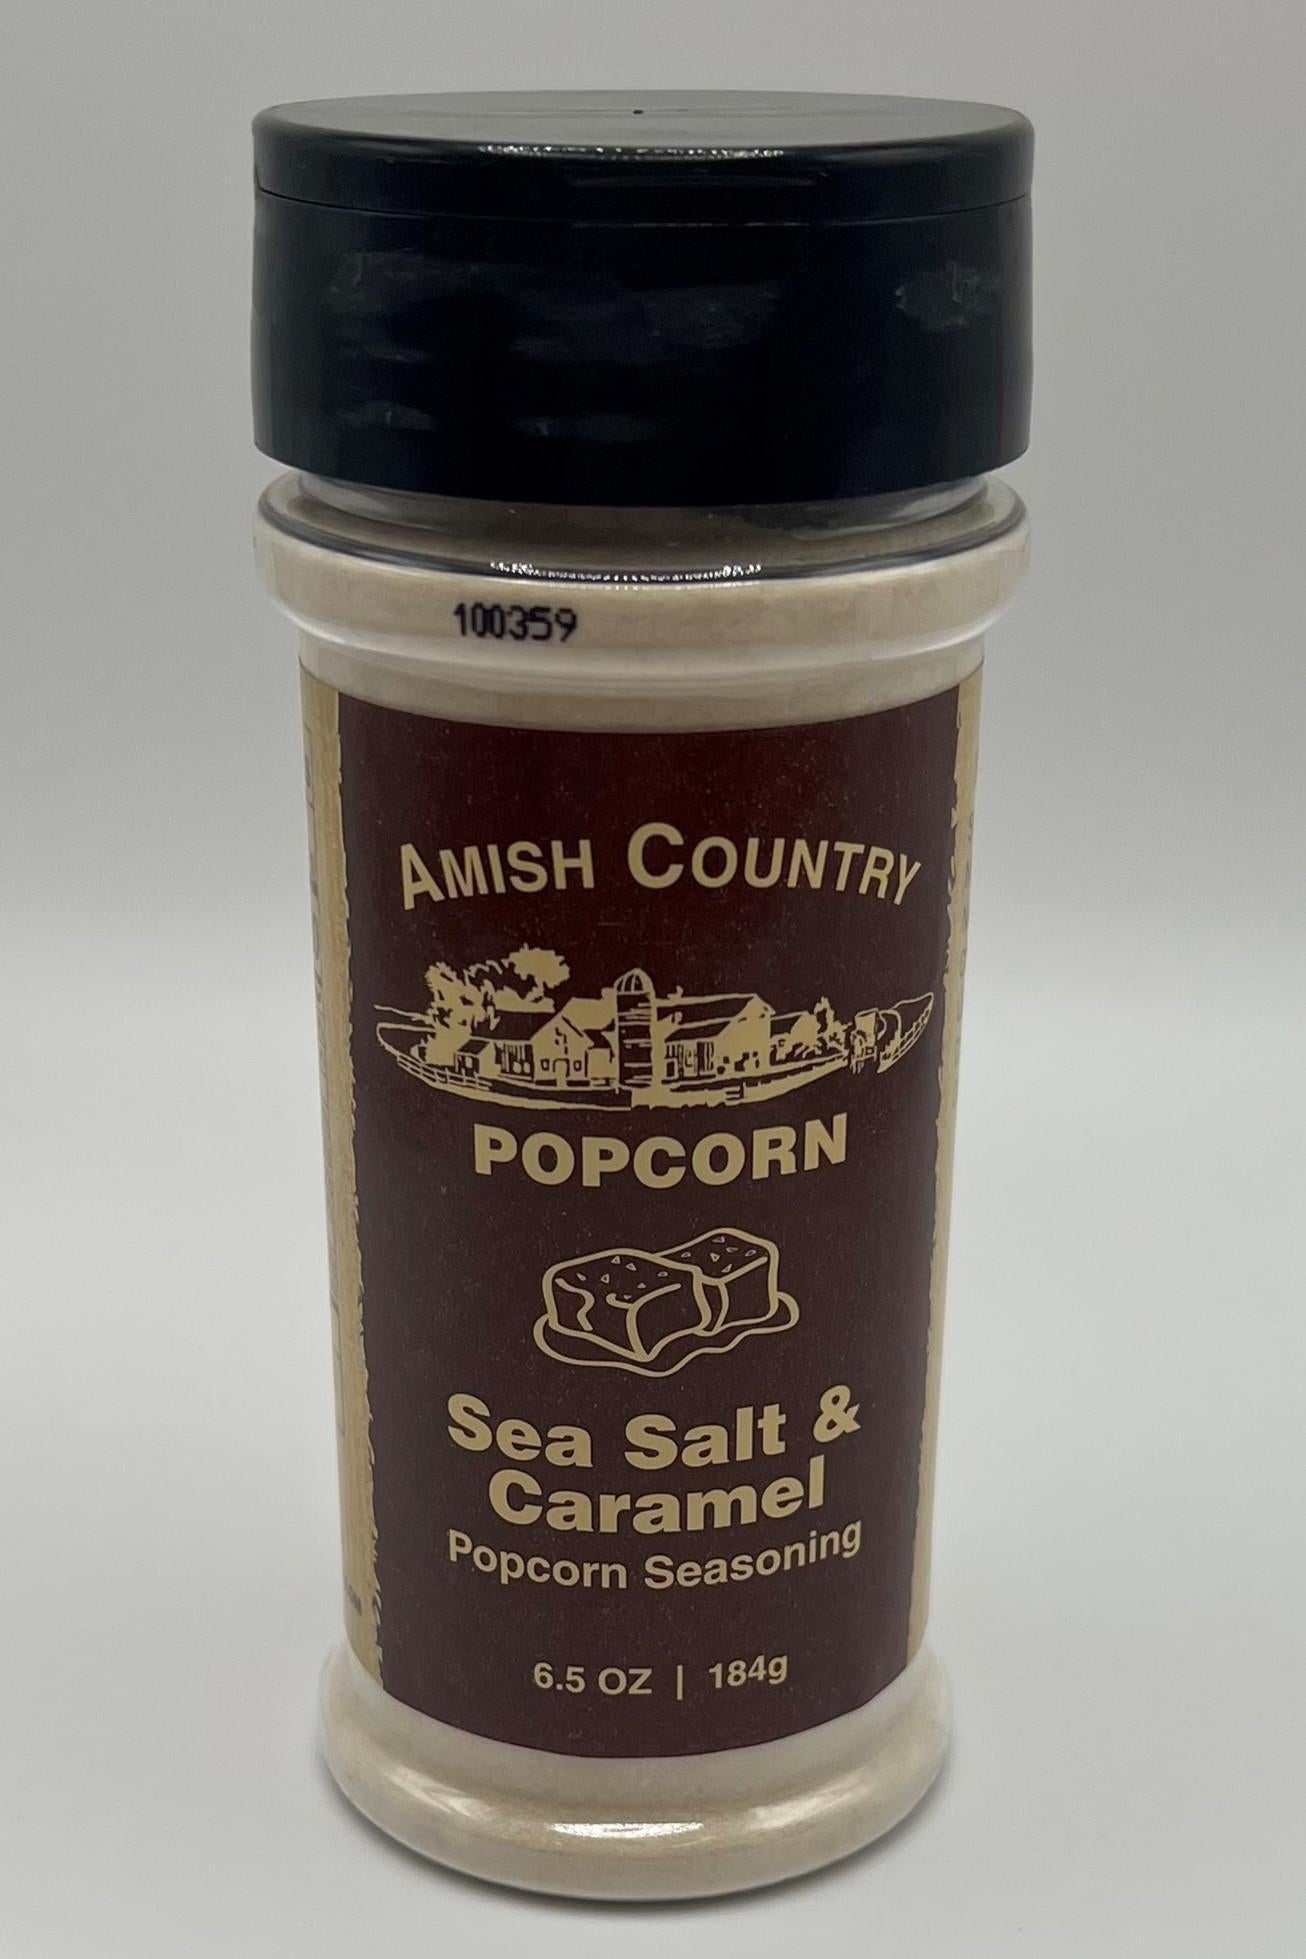 100359
AMISH COUNTRY
POPCORN
Sea Salt &
Caramel
Popcorn Seasoning
6.5 OZ | 184g